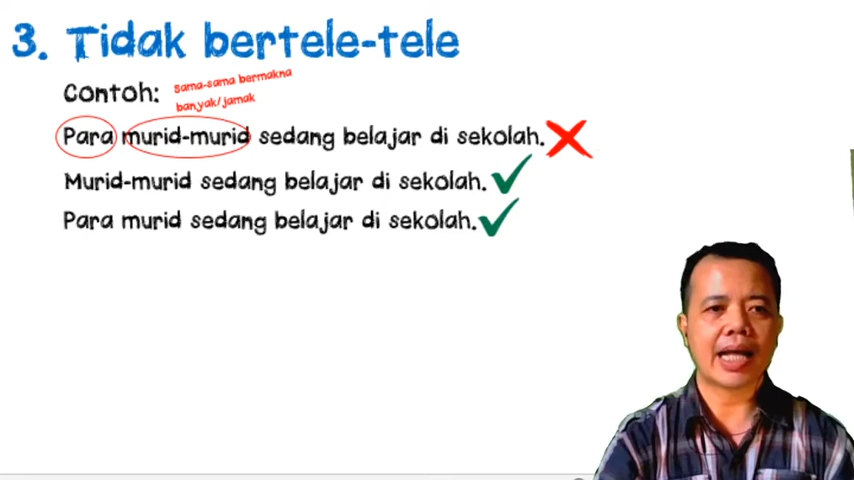 3. Tidak bertele-tele
Contoh:
sama-sama bermakna
banyak/jamak
Para murid-murid sedang belajar di sekolah.
Murid-murid sedang belajar di sekolah.
Para murid sedang belajar di sekolah.